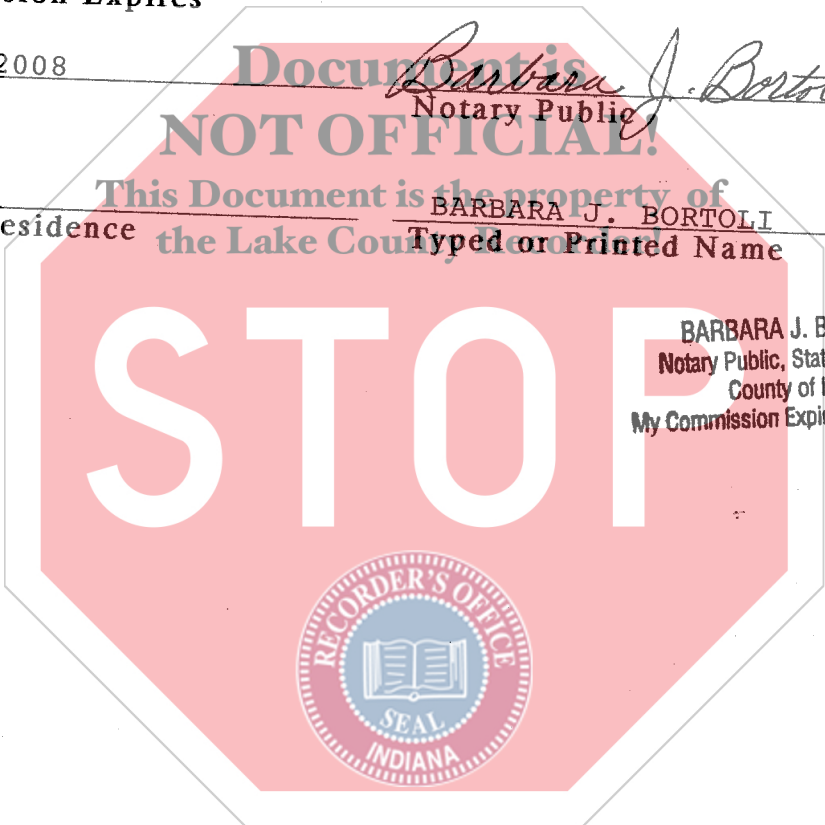 Expires
2008
Barbara J.
Notary Public
Document is
NOT OFFICIAL!
This Document is the property of
the Lake County Recorder!
BARBARA J. BORTOLI
esidence
Typed or Printed Name
STOP
BARBARA J. B
Notary Public, Stat
County of
My Commission Expi
RECORDER'S OFFICE
SEAL
INDIANA